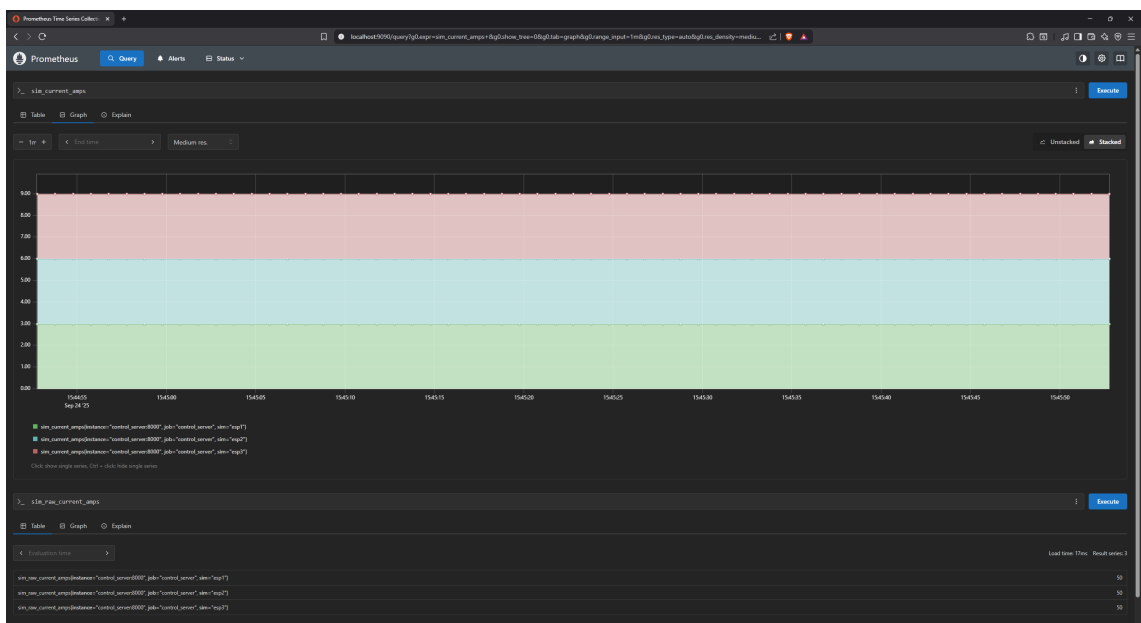 Prometheus Time Series Collecti × +
localhost:9090/query?g0.expr=sim_current_amps+&g0.show_tree=0&g0.tab=graph&g0.range_input=1m&g0.res_type=auto&g0.res_density=mediu...
Prometheus Query Alerts Status
>_ sim_current_amps Execute
Table Graph Explain
− 1m + < End time > Medium res. Unstacked Stacked
9.00
8.00
7.00
6.00
5.00
4.00
3.00
2.00
1.00
0.00
15:44:55 15:45:00 15:45:05 15:45:10 15:45:15 15:45:20 15:45:25 15:45:30 15:45:35 15:45:40 15:45:45 15:45:50
Sep 24 '25
sim_current_amps{instance="control_server:8000", job="control_server", sim="esp1"}
sim_current_amps{instance="control_server:8000", job="control_server", sim="esp2"}
sim_current_amps{instance="control_server:8000", job="control_server", sim="esp3"}
Click: show single series, Ctrl + click: hide single series
>_ sim_raw_current_amps Execute
Table Graph Explain
< Evaluation time > Load time: 17ms Result series: 3
sim_raw_current_amps{instance="control_server:8000", job="control_server", sim="esp1"} 50
sim_raw_current_amps{instance="control_server:8000", job="control_server", sim="esp2"} 50
sim_raw_current_amps{instance="control_server:8000", job="control_server", sim="esp3"} 50